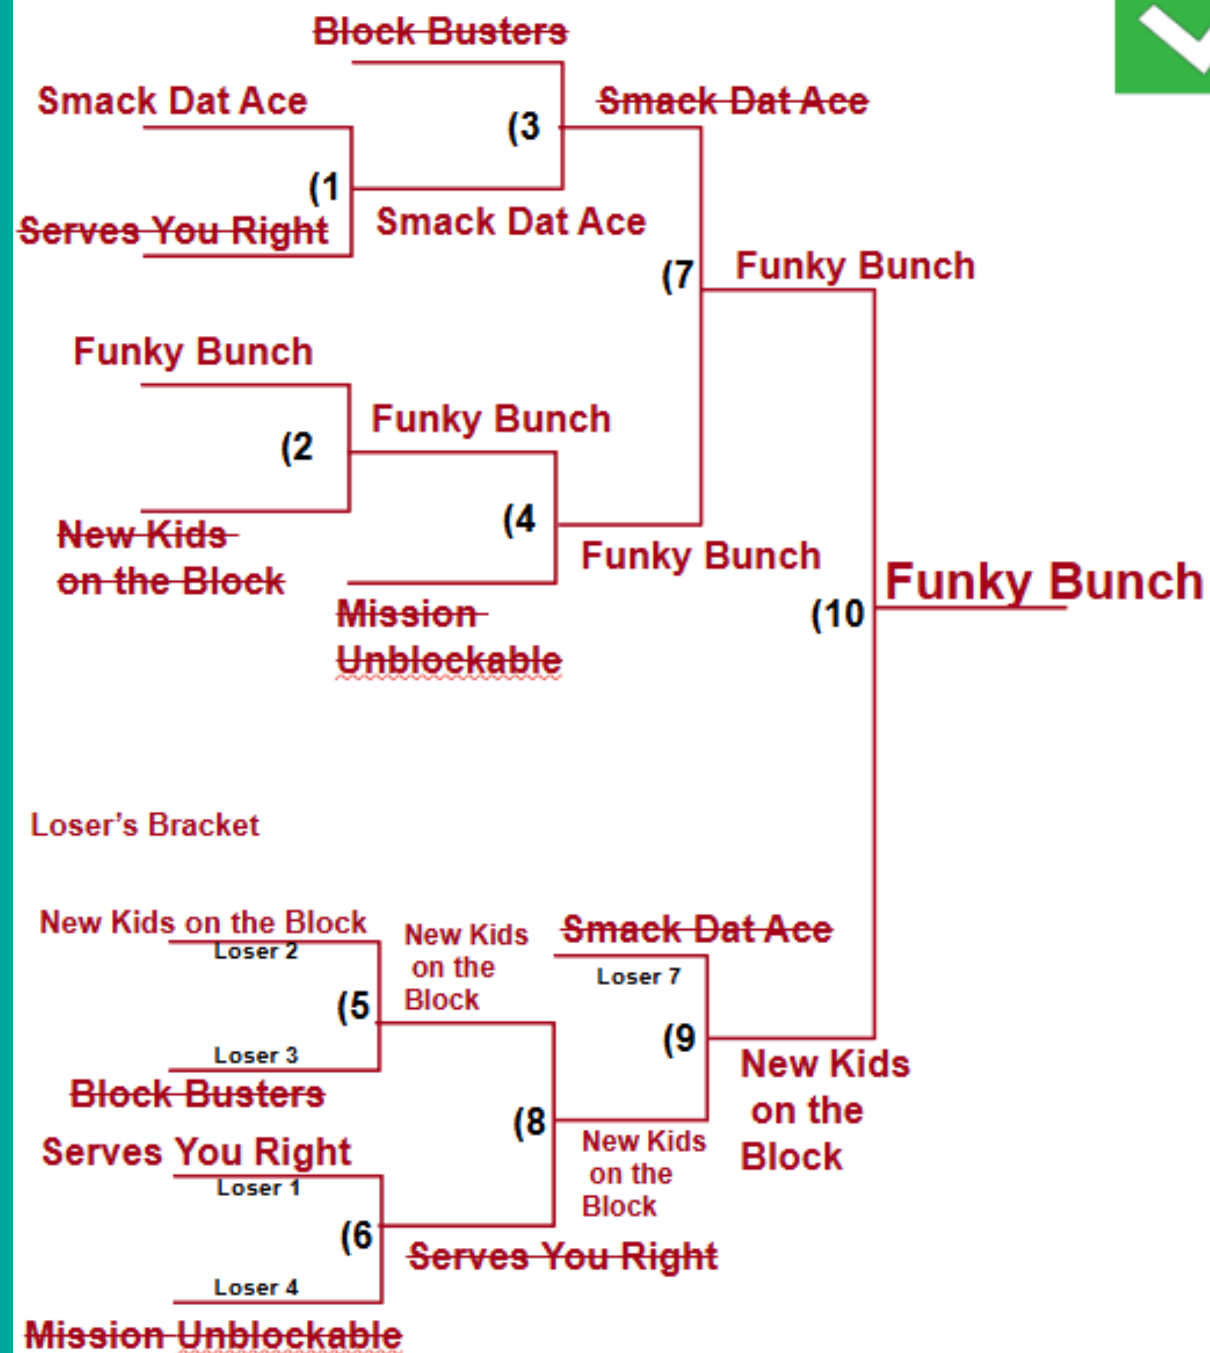 Block Busters
Smack Dat Ace
Smack Dat Ace
(3
(1
Serves You Right
Smack Dat Ace
(7
Funky Bunch
Funky Bunch
Funky Bunch
(2
(4
New Kids
on the Block
Funky Bunch
Funky Bunch
(10
Mission
Unblockable
Loser's Bracket
New Kids on the Block
Loser 2
New Kids
on the
Block
Smack Dat Ace
Loser 7
(5
(9
Loser 3
Block Busters
New Kids
on the
Block
(8
Serves You Right
Loser 1
New Kids
on the
Block
(6
Serves You Right
Loser 4
Mission Unblockable